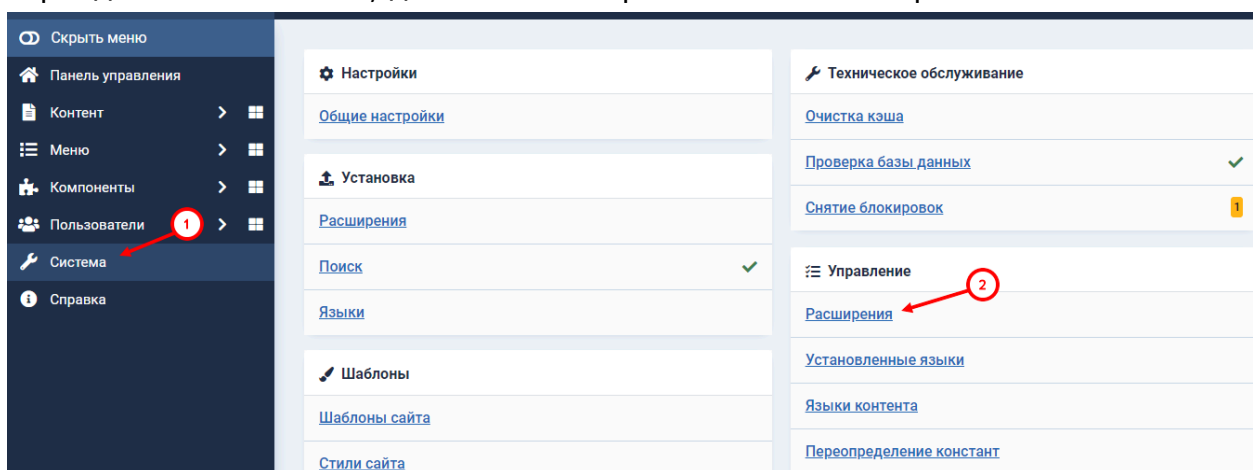 Скрыть меню
Панель управления
Контент
Меню
Компоненты
Пользователи
1
Система
Справка
Настройки
Общие настройки
Установка
Расширения
Поиск
Языки
Шаблоны
Шаблоны сайта
Стили сайта
Техническое обслуживание
Очистка кэша
Проверка базы данных
Снятие блокировок 1
Управление
2
Расширения
Установленные языки
Языки контента
Переопределение констант